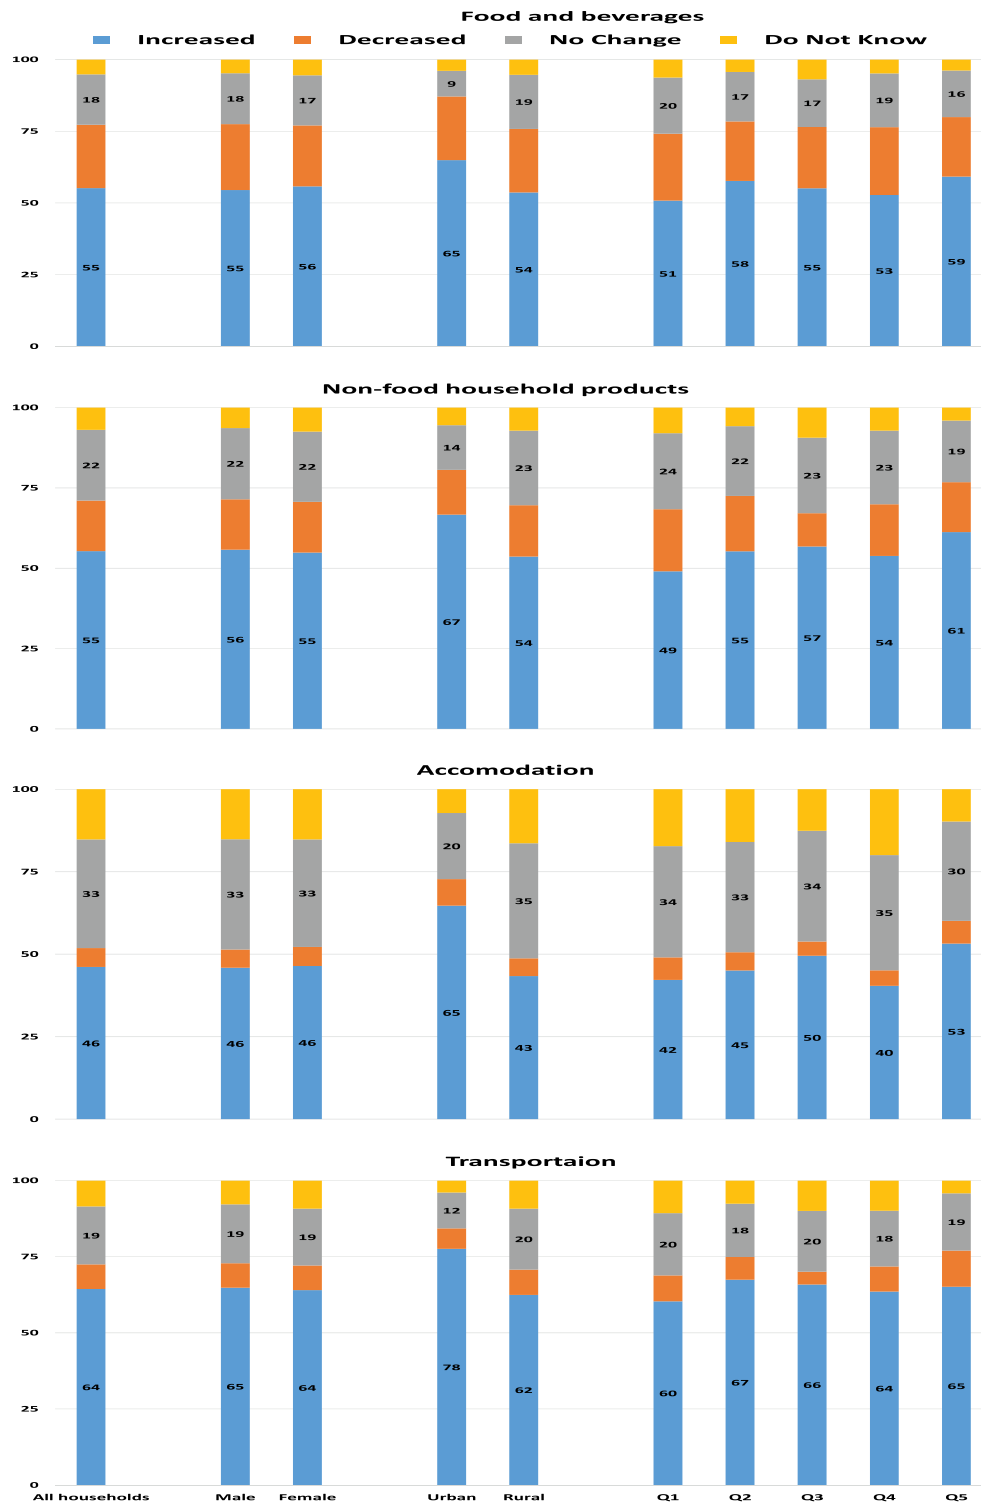 Food and beverages
Increased Decreased No Change Do Not Know
100
18 18 17 9 19 20 17 17 19 16
75
50
55 55 56 65 54 51 58 55 53 59
25
0
Non-food household products
100
22 22 22 14 23 24 22 23 23 19
75
50
55 56 55 67 54 49 55 57 54 61
25
0
Accomodation
100
33 33 33 20 35 34 33 34 35 30
75
50
46 46 46 65 43 42 45 50 40 53
25
0
Transportaion
100
19 19 19 12 20 20 18 20 18 19
75
50
64 65 64 78 62 60 67 66 64 65
25
0
All households Male Female Urban Rural Q1 Q2 Q3 Q4 Q5